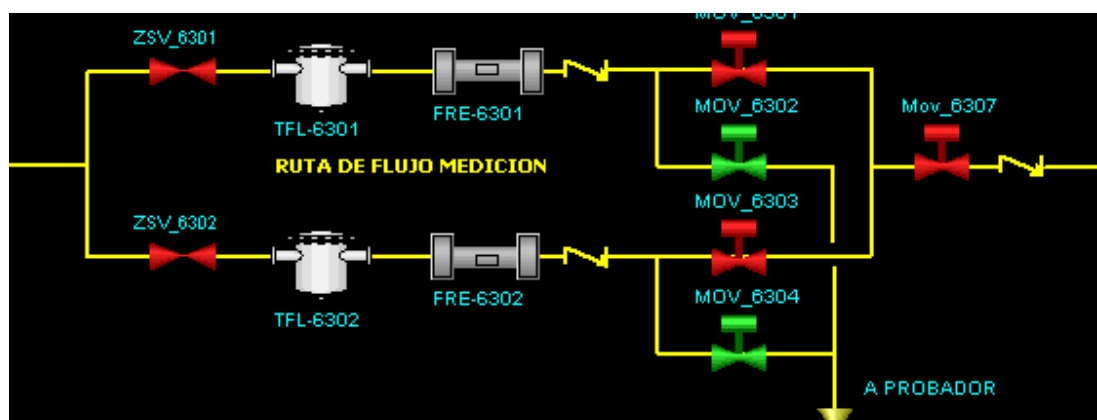 MOV_6301
ZSV_6301
MOV_6302
Mov_6307
FRE-6301
TFL-6301
RUTA DE FLUJO MEDICION
MOV_6303
ZSV_6302
MOV_6304
FRE-6302
TFL-6302
A PROBADOR